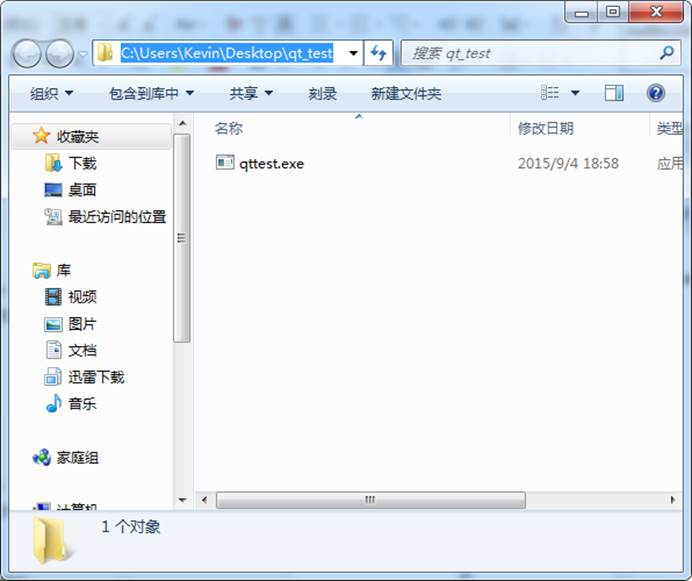 C:\Users\Kevin\Desktop\qt_test
搜索 qt_test
组织 包含到库中 共享 刻录 新建文件夹
收藏夹
下载
桌面
最近访问的位置
库
视频
图片
文档
迅雷下载
音乐
家庭组
计算机
名称 修改日期 类型
qttest.exe 2015/9/4 18:58 应用
1 个对象